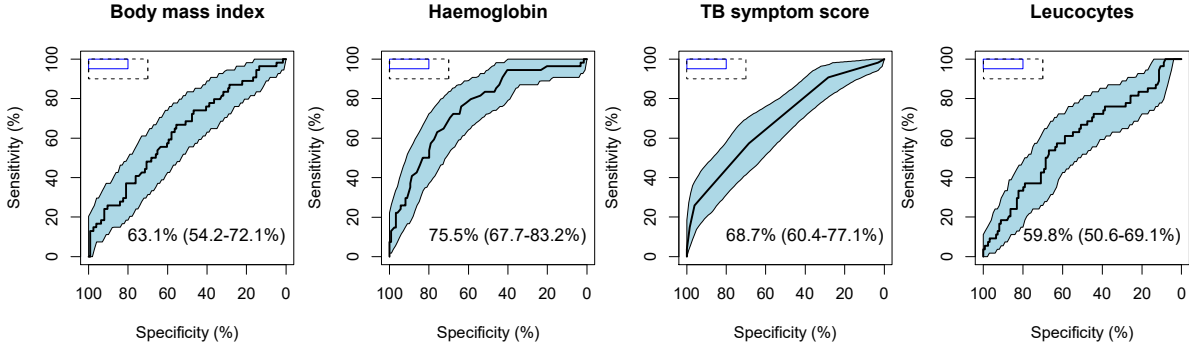 Body mass index
Sensitivity (%)
0 20 40 60 80 100
63.1% (54.2-72.1%)
100 80 60 40 20 0
Specificity (%)
Haemoglobin
Sensitivity (%)
0 20 40 60 80 100
75.5% (67.7-83.2%)
100 80 60 40 20 0
Specificity (%)
TB symptom score
Sensitivity (%)
0 20 40 60 80 100
68.7% (60.4-77.1%)
100 80 60 40 20 0
Specificity (%)
Leucocytes
Sensitivity (%)
0 20 40 60 80 100
59.8% (50.6-69.1%)
100 80 60 40 20 0
Specificity (%)